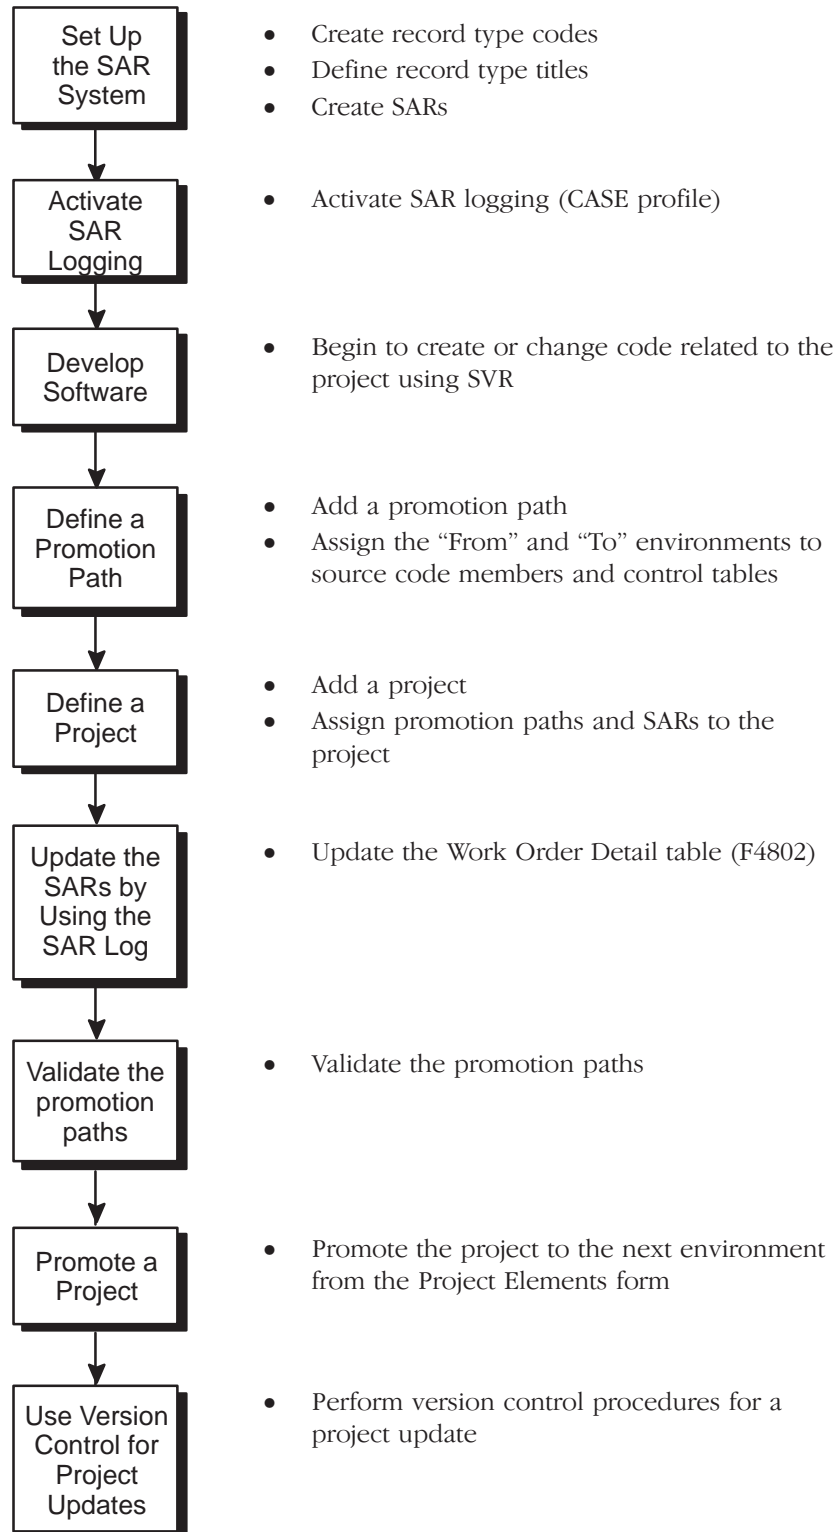 Set Up
the SAR
System
• Create record type codes
• Define record type titles
• Create SARs
Activate
SAR
Logging
• Activate SAR logging (CASE profile)
Develop
Software
• Begin to create or change code related to the
project using SVR
Define a
Promotion
Path
• Add a promotion path
• Assign the “From” and “To” environments to
source code members and control tables
Define a
Project
• Add a project
• Assign promotion paths and SARs to the
project
Update the
SARs by
Using the
SAR Log
• Update the Work Order Detail table (F4802)
Validate the
promotion
paths
• Validate the promotion paths
Promote a
Project
• Promote the project to the next environment
from the Project Elements form
Use Version
Control for
Project
Updates
• Perform version control procedures for a
project update